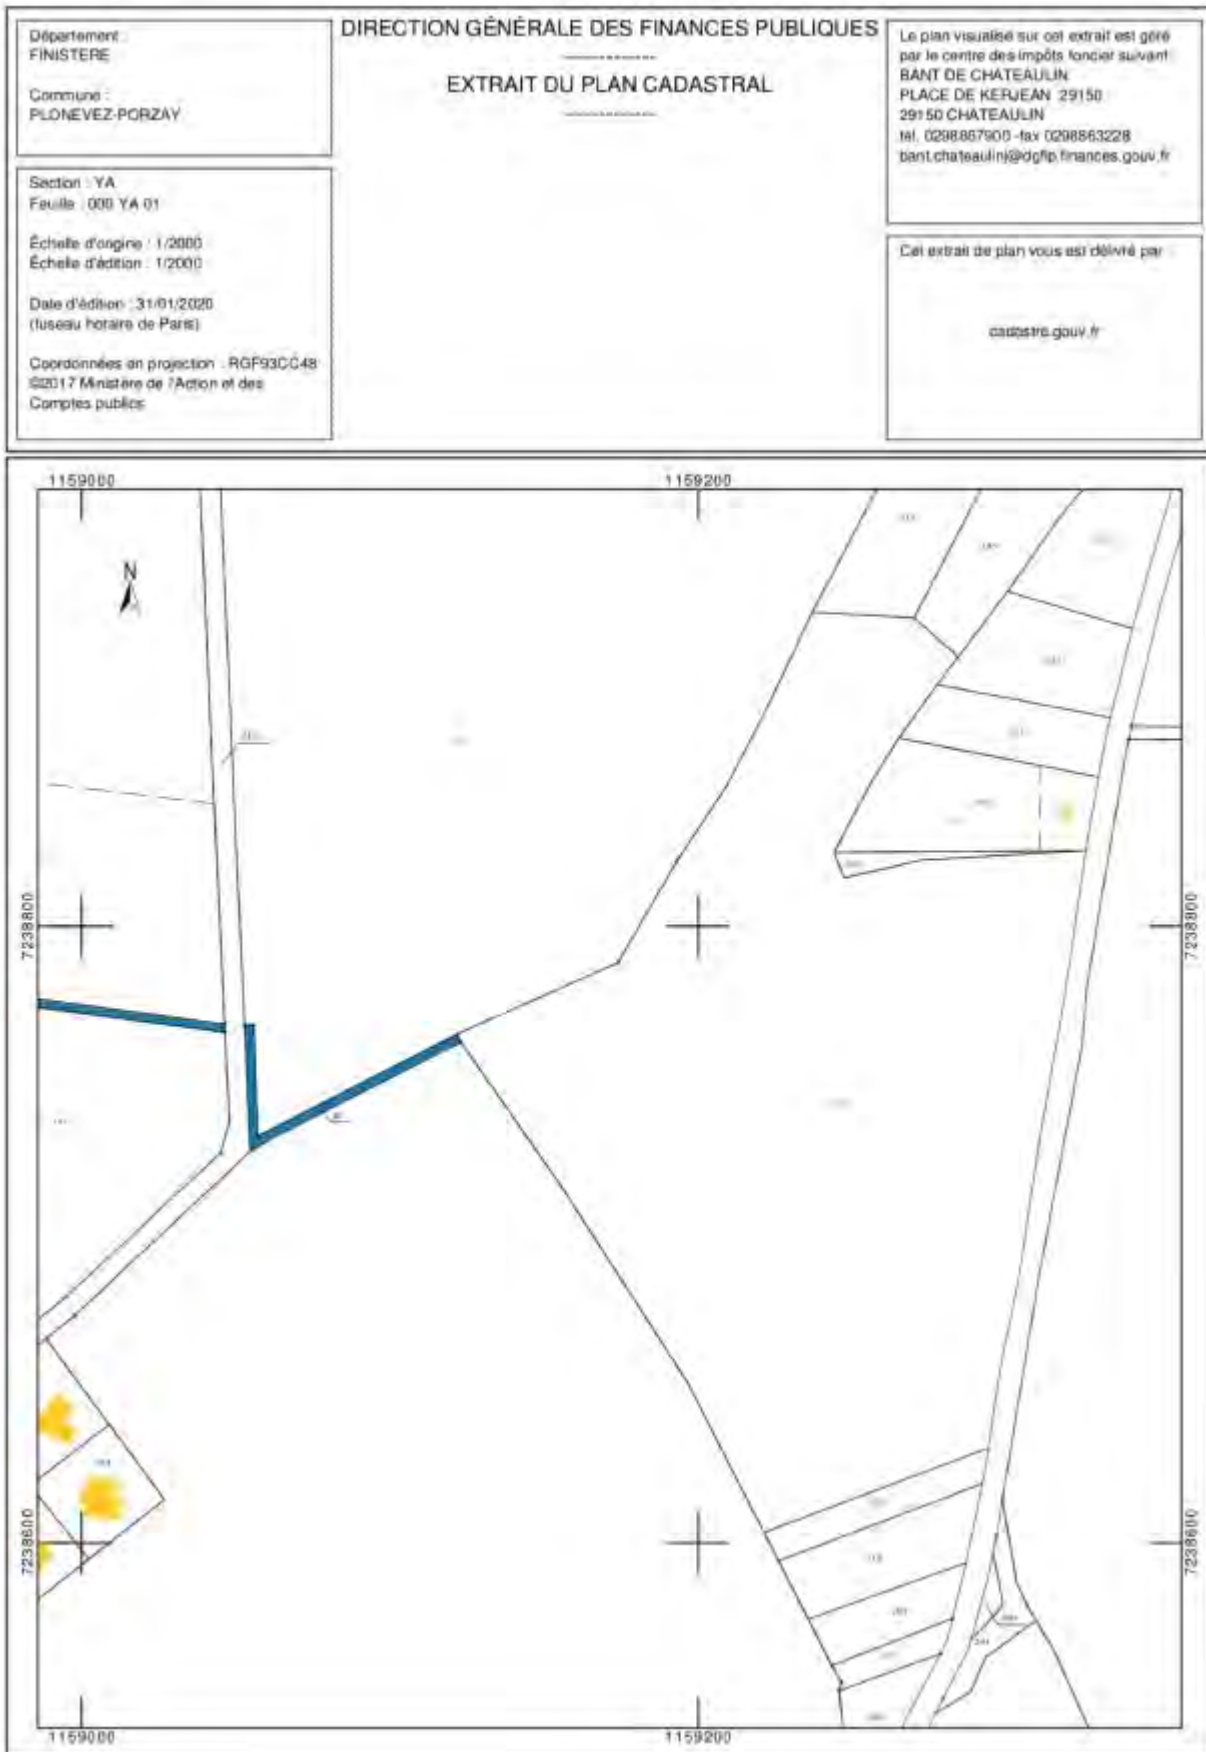 Département :
FINISTERE
Commune :
PLONEVEZ-PORZAY
Section : YA
Feuille : 000 YA 01
Échelle d'origine : 1/2000
Échelle d'édition : 1/2000
Date d'édition : 31/01/2020
(fuseau horaire de Paris)
Coordonnées en projection : RGF93CC48
©2017 Ministère de l'Action et des
Comptes publics
DIRECTION GÉNÉRALE DES FINANCES PUBLIQUES
EXTRAIT DU PLAN CADASTRAL
Le plan visualisé sur cet extrait est géré
par le centre des impôts foncier suivant :
BANT DE CHATEAULIN
PLACE DE KERJEAN 29150
29150 CHATEAULIN
tél. 0298867900 -fax 0298863228
bant.chateaulin@dgfip.finances.gouv.fr
Cet extrait de plan vous est délivré par :
cadastre.gouv.fr
1159000
1159200
N
7238800
7238800
7238600
7238600
1159000
1159200